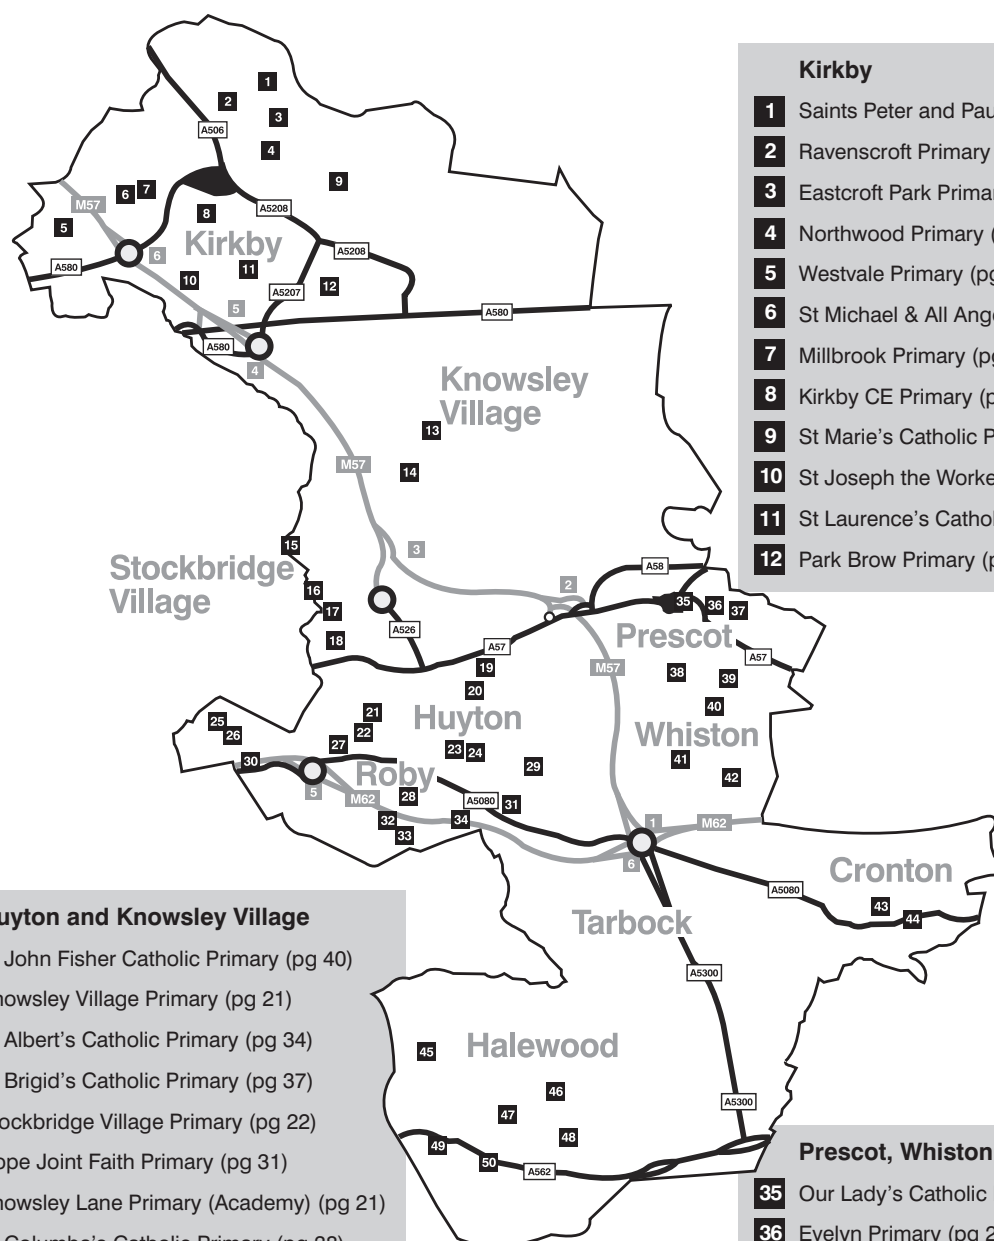 1
2
3
A506
4
9
6
7
M57
8
A5208
5
Kirkby
A5208
6
A580
11
10
12
A5207
5
A580
A580
4
Knowsley
Village
13
M57
14
15
3
Stockbridge
Village
16
17
18
A526
A58
2
35
36
37
Prescot
A57
A57
19
M57
38
39
20
40
21
Huyton
25
26
22
Whiston
27
23
24
41
30
29
42
Roby
5
M62
28
A5080
31
32
34
33
1
M62
6
Cronton
A5080
43
44
Tarbock
A5300
45
Halewood
46
47
A5300
48
49
50
A562
Kirkby
1 Saints Peter and Pau
2 Ravenscroft Primary
3 Eastcroft Park Primar
4 Northwood Primary (
5 Westvale Primary (pg
6 St Michael & All Ange
7 Millbrook Primary (pg
8 Kirkby CE Primary (p
9 St Marie's Catholic P
10 St Joseph the Worke
11 St Laurence's Cathol
12 Park Brow Primary (p
uyton and Knowsley Village
John Fisher Catholic Primary (pg 40)
nowsley Village Primary (pg 21)
Albert's Catholic Primary (pg 34)
Brigid's Catholic Primary (pg 37)
tockbridge Village Primary (pg 22)
ope Joint Faith Primary (pg 31)
nowsley Lane Primary (Academy) (pg 21)
Prescot, Whiston
35 Our Lady's Catholic
36 Evelyn Primary (pg 2